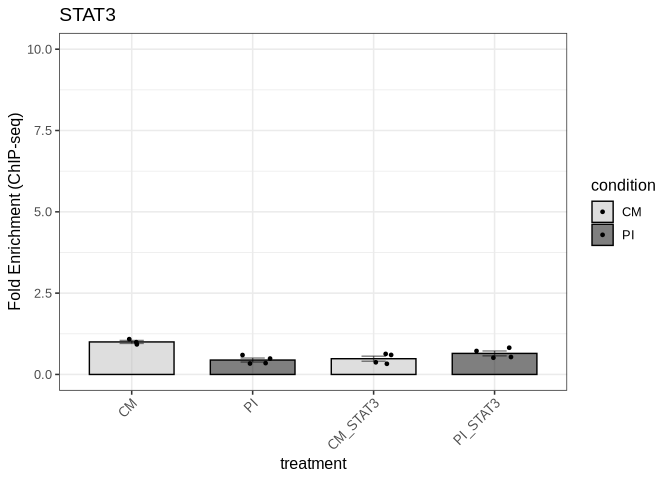 STAT3
10.0
7.5
5.0
2.5
0.0
Fold Enrichment (ChIP-seq)
CM
PI
CM_STAT3
PI_STAT3
treatment
condition
CM
PI